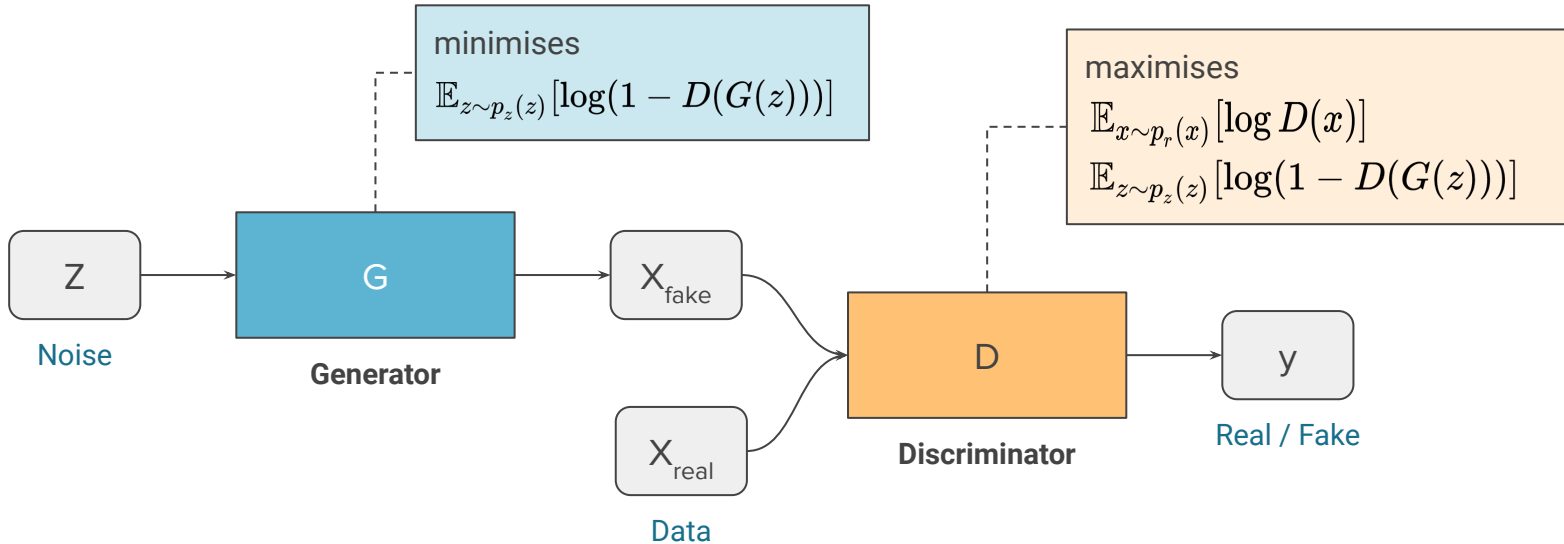 minimises
𝔼_{z∼p_z(z)}[log(1 − D(G(z)))]
maximises
𝔼_{x∼p_r(x)}[log D(x)]
𝔼_{z∼p_z(z)}[log(1 − D(G(z)))]
Z
G
X_fake
Noise
Generator
D
y
X_real
Discriminator
Real / Fake
Data